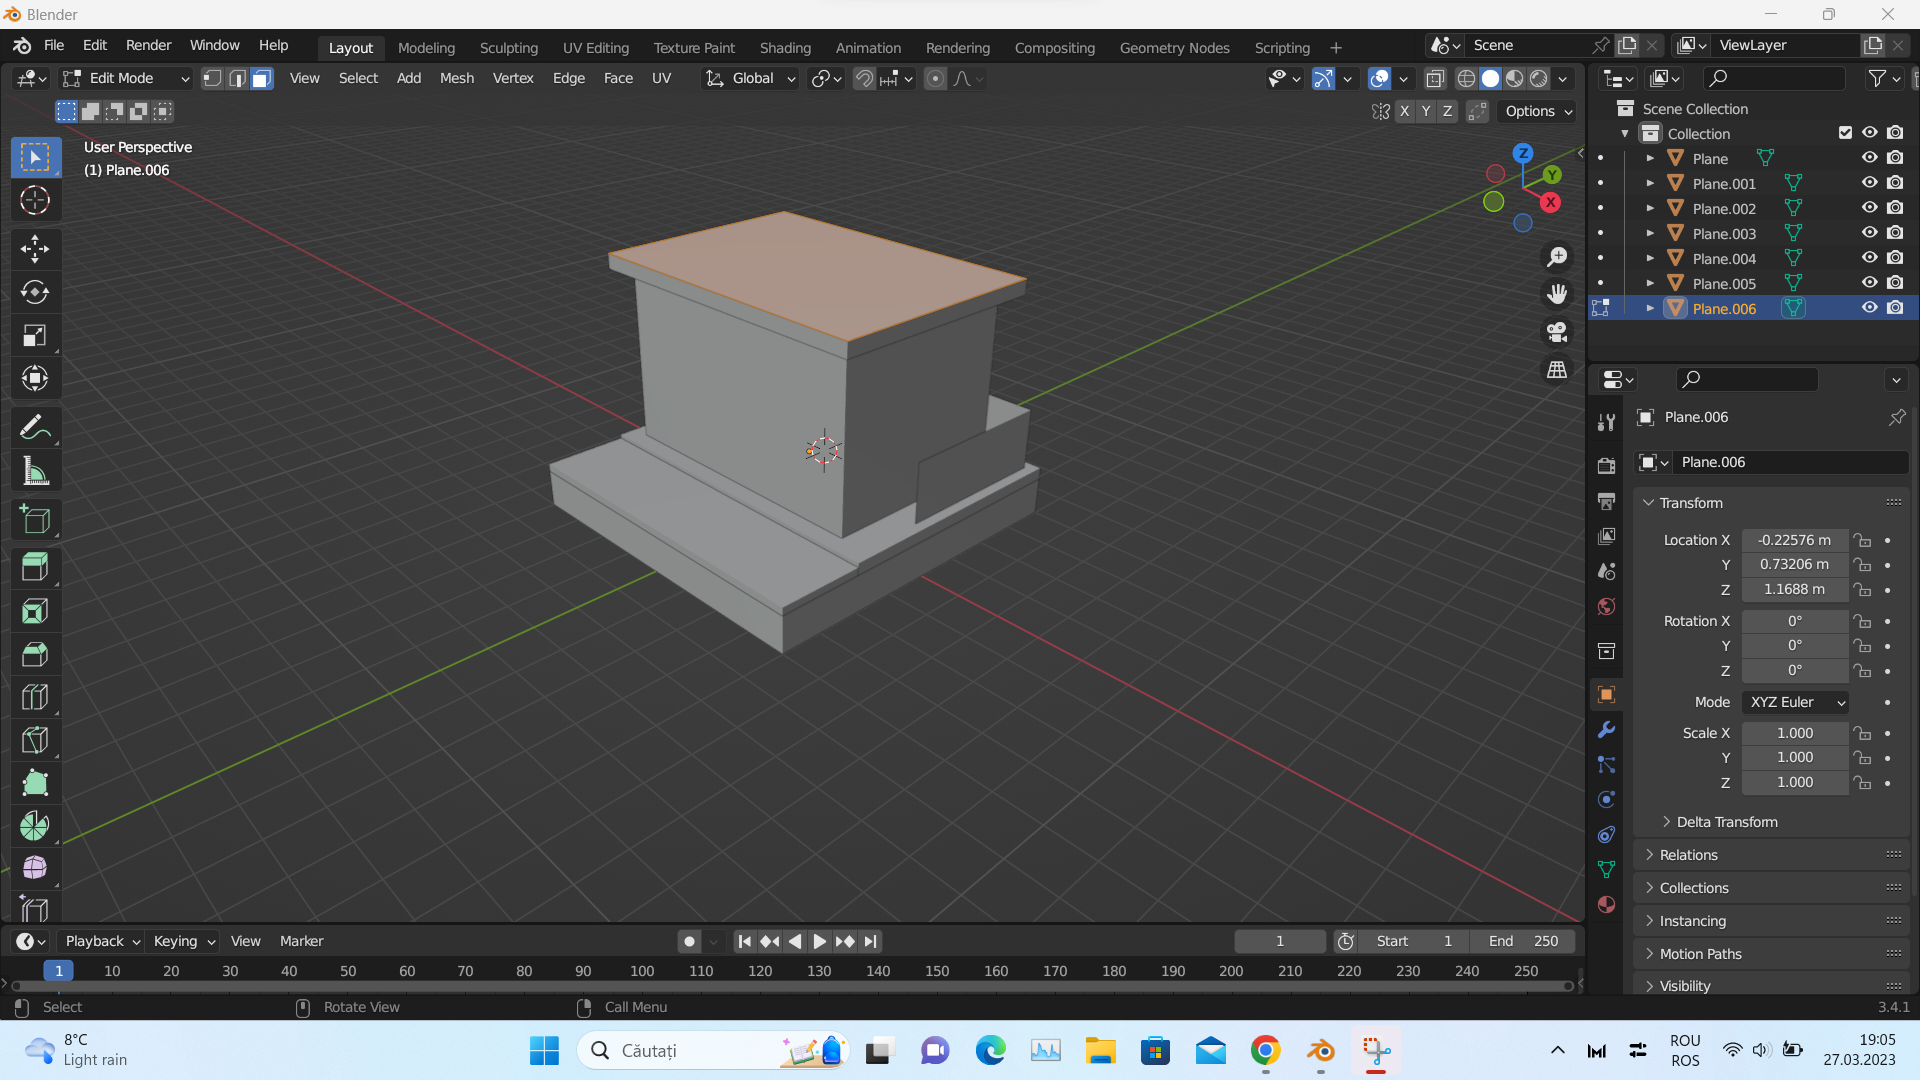 Blender
File Edit Render Window Help Layout Modeling Sculpting UV Editing Texture Paint Shading Animation Rendering Compositing Geometry Nodes Scripting + Scene ViewLayer
Edit Mode View Select Add Mesh Vertex Edge Face UV Global
X Y Z Options
User Perspective
(1) Plane.006
Z
Y
X
Scene Collection
Collection
Plane
Plane.001
Plane.002
Plane.003
Plane.004
Plane.005
Plane.006
Plane.006
Plane.006
Transform
Location X -0.22576 m
Y 0.73206 m
Z 1.1688 m
Rotation X 0°
Y 0°
Z 0°
Mode XYZ Euler
Scale X 1.000
Y 1.000
Z 1.000
Delta Transform
Relations
Collections
Instancing
Motion Paths
Visibility
Playback Keying View Marker 1 Start 1 End 250
1 10 20 30 40 50 60 70 80 90 100 110 120 130 140 150 160 170 180 190 200 210 220 230 240 250
Select Rotate View Call Menu 3.4.1
8°C
Light rain
Căutați
ROU
ROS
19:05
27.03.2023